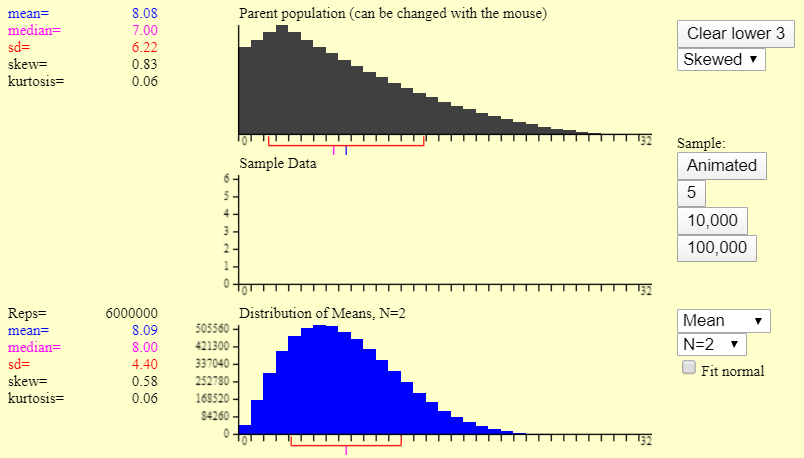 mean= 8.08
median= 7.00
sd= 6.22
skew= 0.83
kurtosis= 0.06
Parent population (can be changed with the mouse)
0 32
Clear lower 3
Skewed ▼
Sample Data
6
5
4
3
2
1
0
0 32
Sample:
Animated
5
10,000
100,000
Reps= 6000000
mean= 8.09
median= 8.00
sd= 4.40
skew= 0.58
kurtosis= 0.06
Distribution of Means, N=2
505560
421300
337040
252780
168520
84260
0
0 32
Mean ▼
N=2 ▼
Fit normal